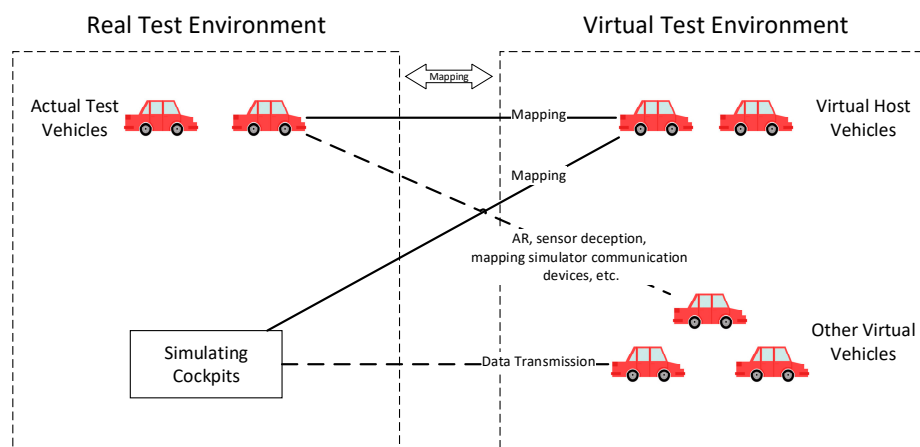 Real Test Environment
Virtual Test Environment
Mapping
Actual Test
Vehicles
Mapping
Virtual Host
Vehicles
Mapping
AR, sensor deception,
mapping simulator communication
devices, etc.
Simulating
Cockpits
Data Transmission
Other Virtual
Vehicles